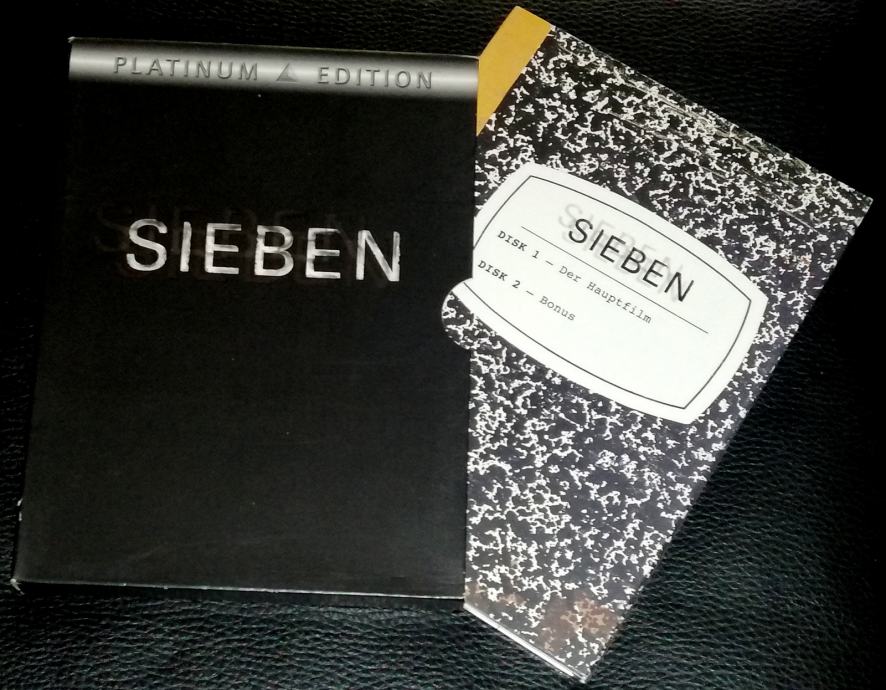 PLATINUM EDITION
SIEBEN
SIEBEN
DISK 1 – Der Hauptfilm
DISK 2 – Bonus